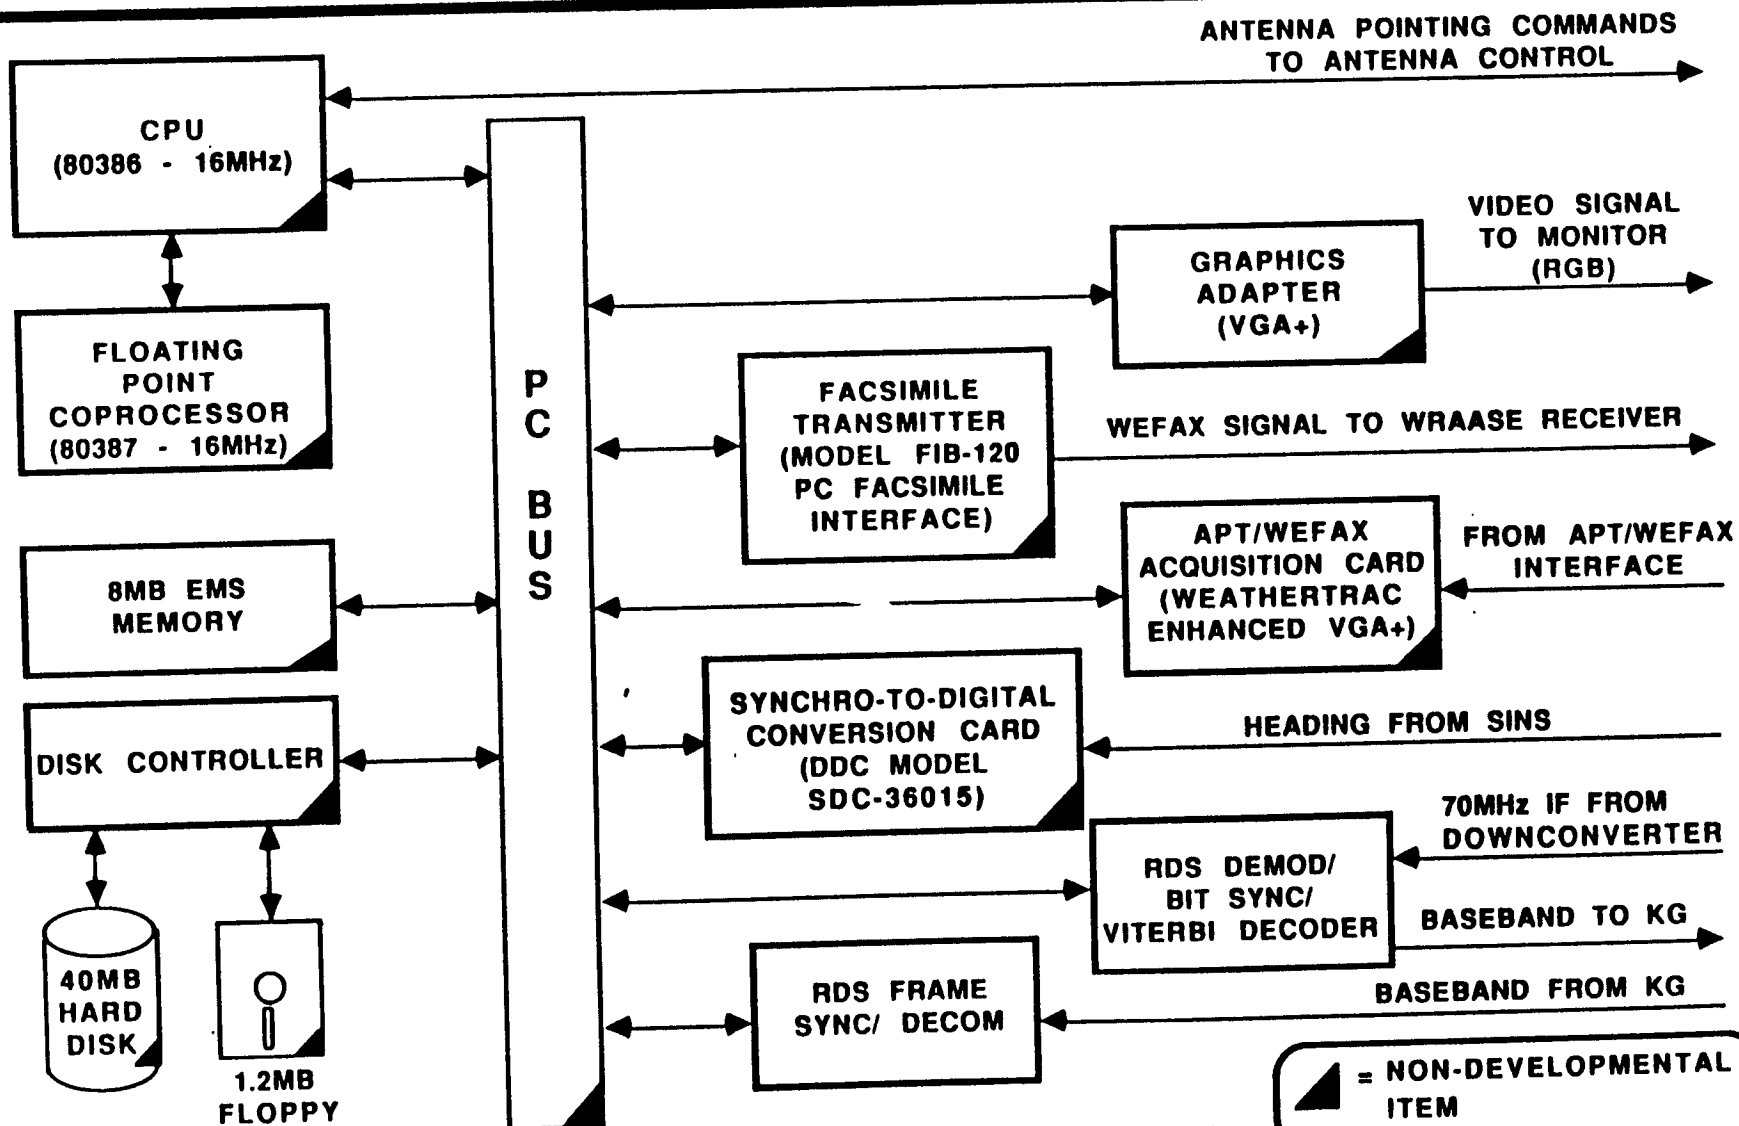 ANTENNA POINTING COMMANDS
TO ANTENNA CONTROL
CPU
(80386 - 16MHz)
VIDEO SIGNAL
TO MONITOR
(RGB)
GRAPHICS
ADAPTER
(VGA+)
FLOATING
POINT
COPROCESSOR
(80387 - 16MHz)
P
C
B
U
S
FACSIMILE
TRANSMITTER
(MODEL FIB-120
PC FACSIMILE
INTERFACE)
WEFAX SIGNAL TO WRAASE RECEIVER
APT/WEFAX
ACQUISITION CARD
(WEATHERTRAC
ENHANCED VGA+)
FROM APT/WEFAX
INTERFACE
8MB EMS
MEMORY
SYNCHRO-TO-DIGITAL
CONVERSION CARD
(DDC MODEL
SDC-36015)
HEADING FROM SINS
DISK CONTROLLER
70MHz IF FROM
DOWNCONVERTER
RDS DEMOD/
BIT SYNC/
VITERBI DECODER
BASEBAND TO KG
40MB
HARD
DISK
1.2MB
FLOPPY
RDS FRAME
SYNC/ DECOM
BASEBAND FROM KG
= NON-DEVELOPMENTAL
ITEM